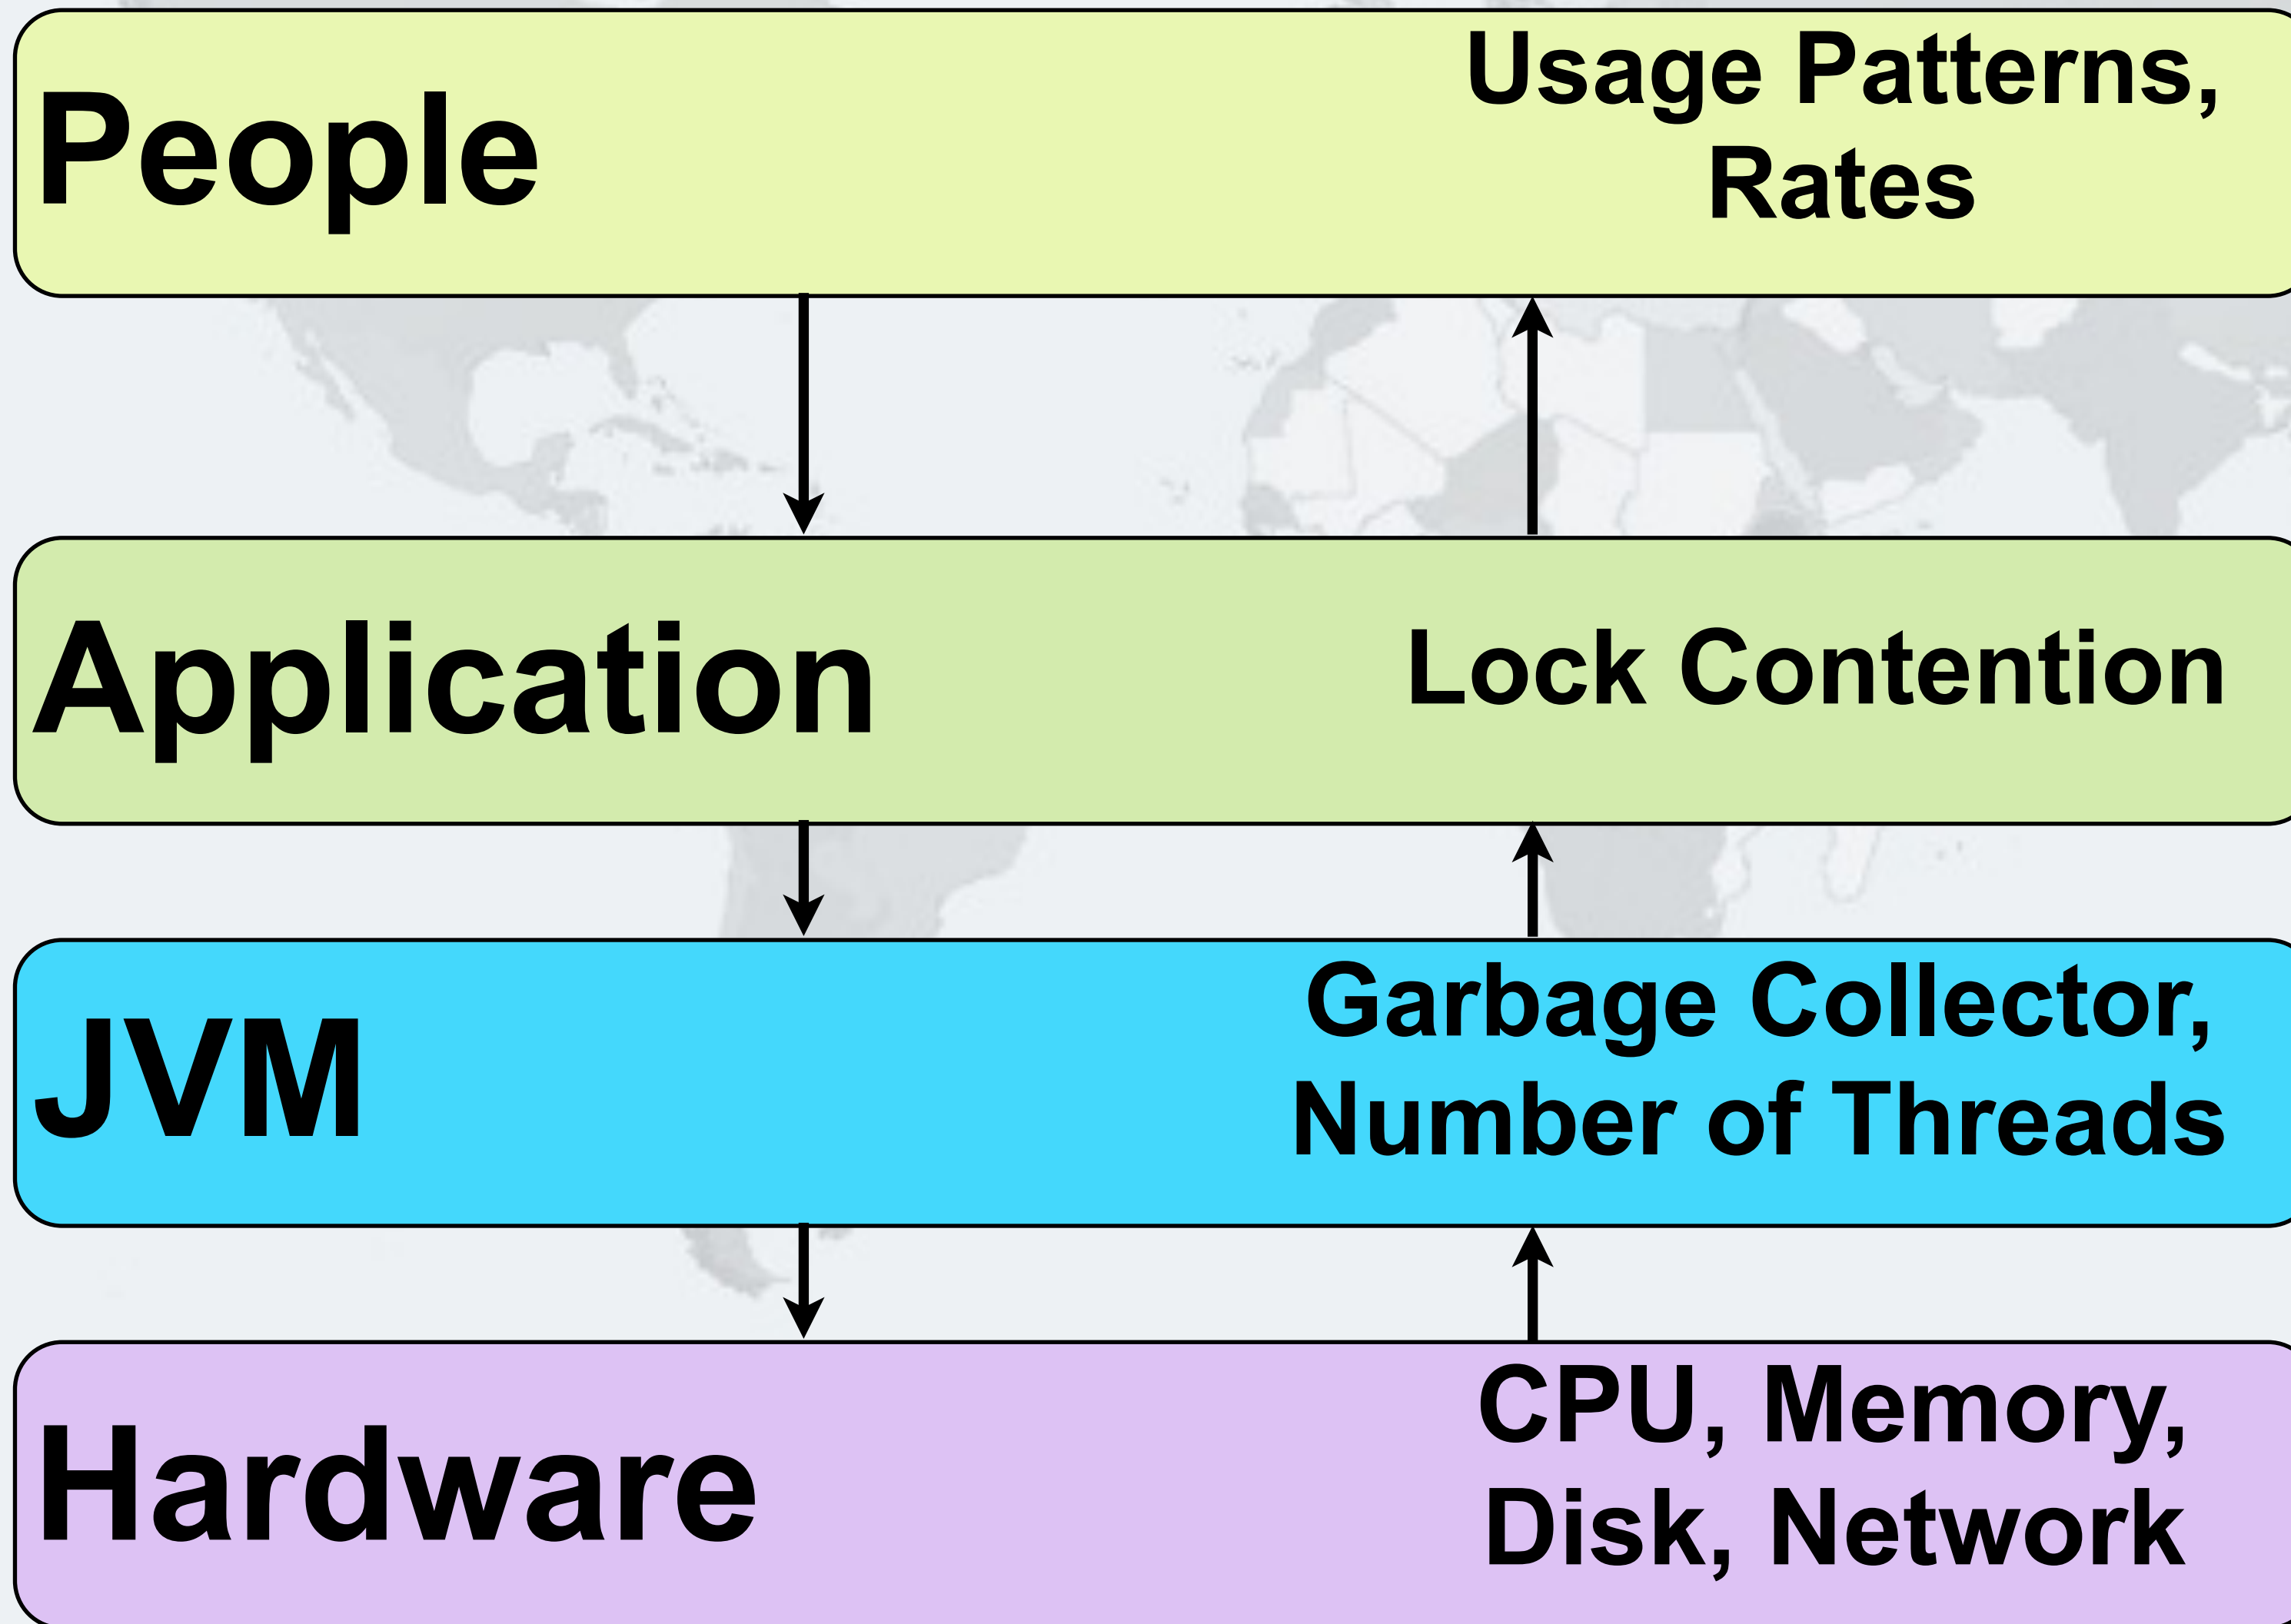 People
Usage Patterns,
Rates
Application
Lock Contention
JVM
Garbage Collector,
Number of Threads
Hardware
CPU, Memory,
Disk, Network